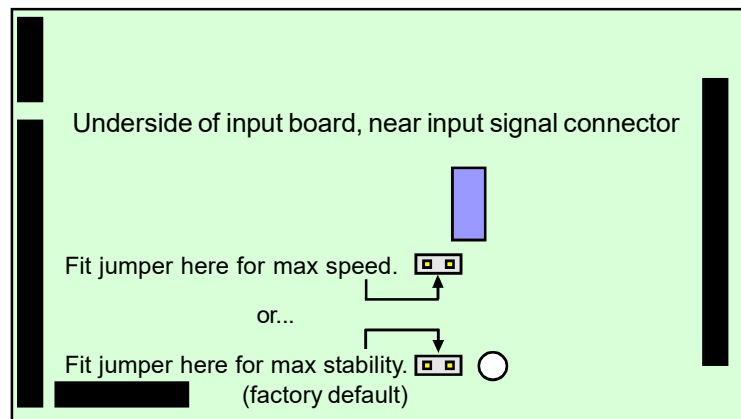 Underside of input board, near input signal connector
Fit jumper here for max speed.
or...
Fit jumper here for max stability.
(factory default)